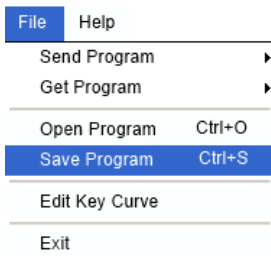 File Help
Send Program
Get Program
Open Program Ctrl+O
Save Program Ctrl+S
Edit Key Curve
Exit